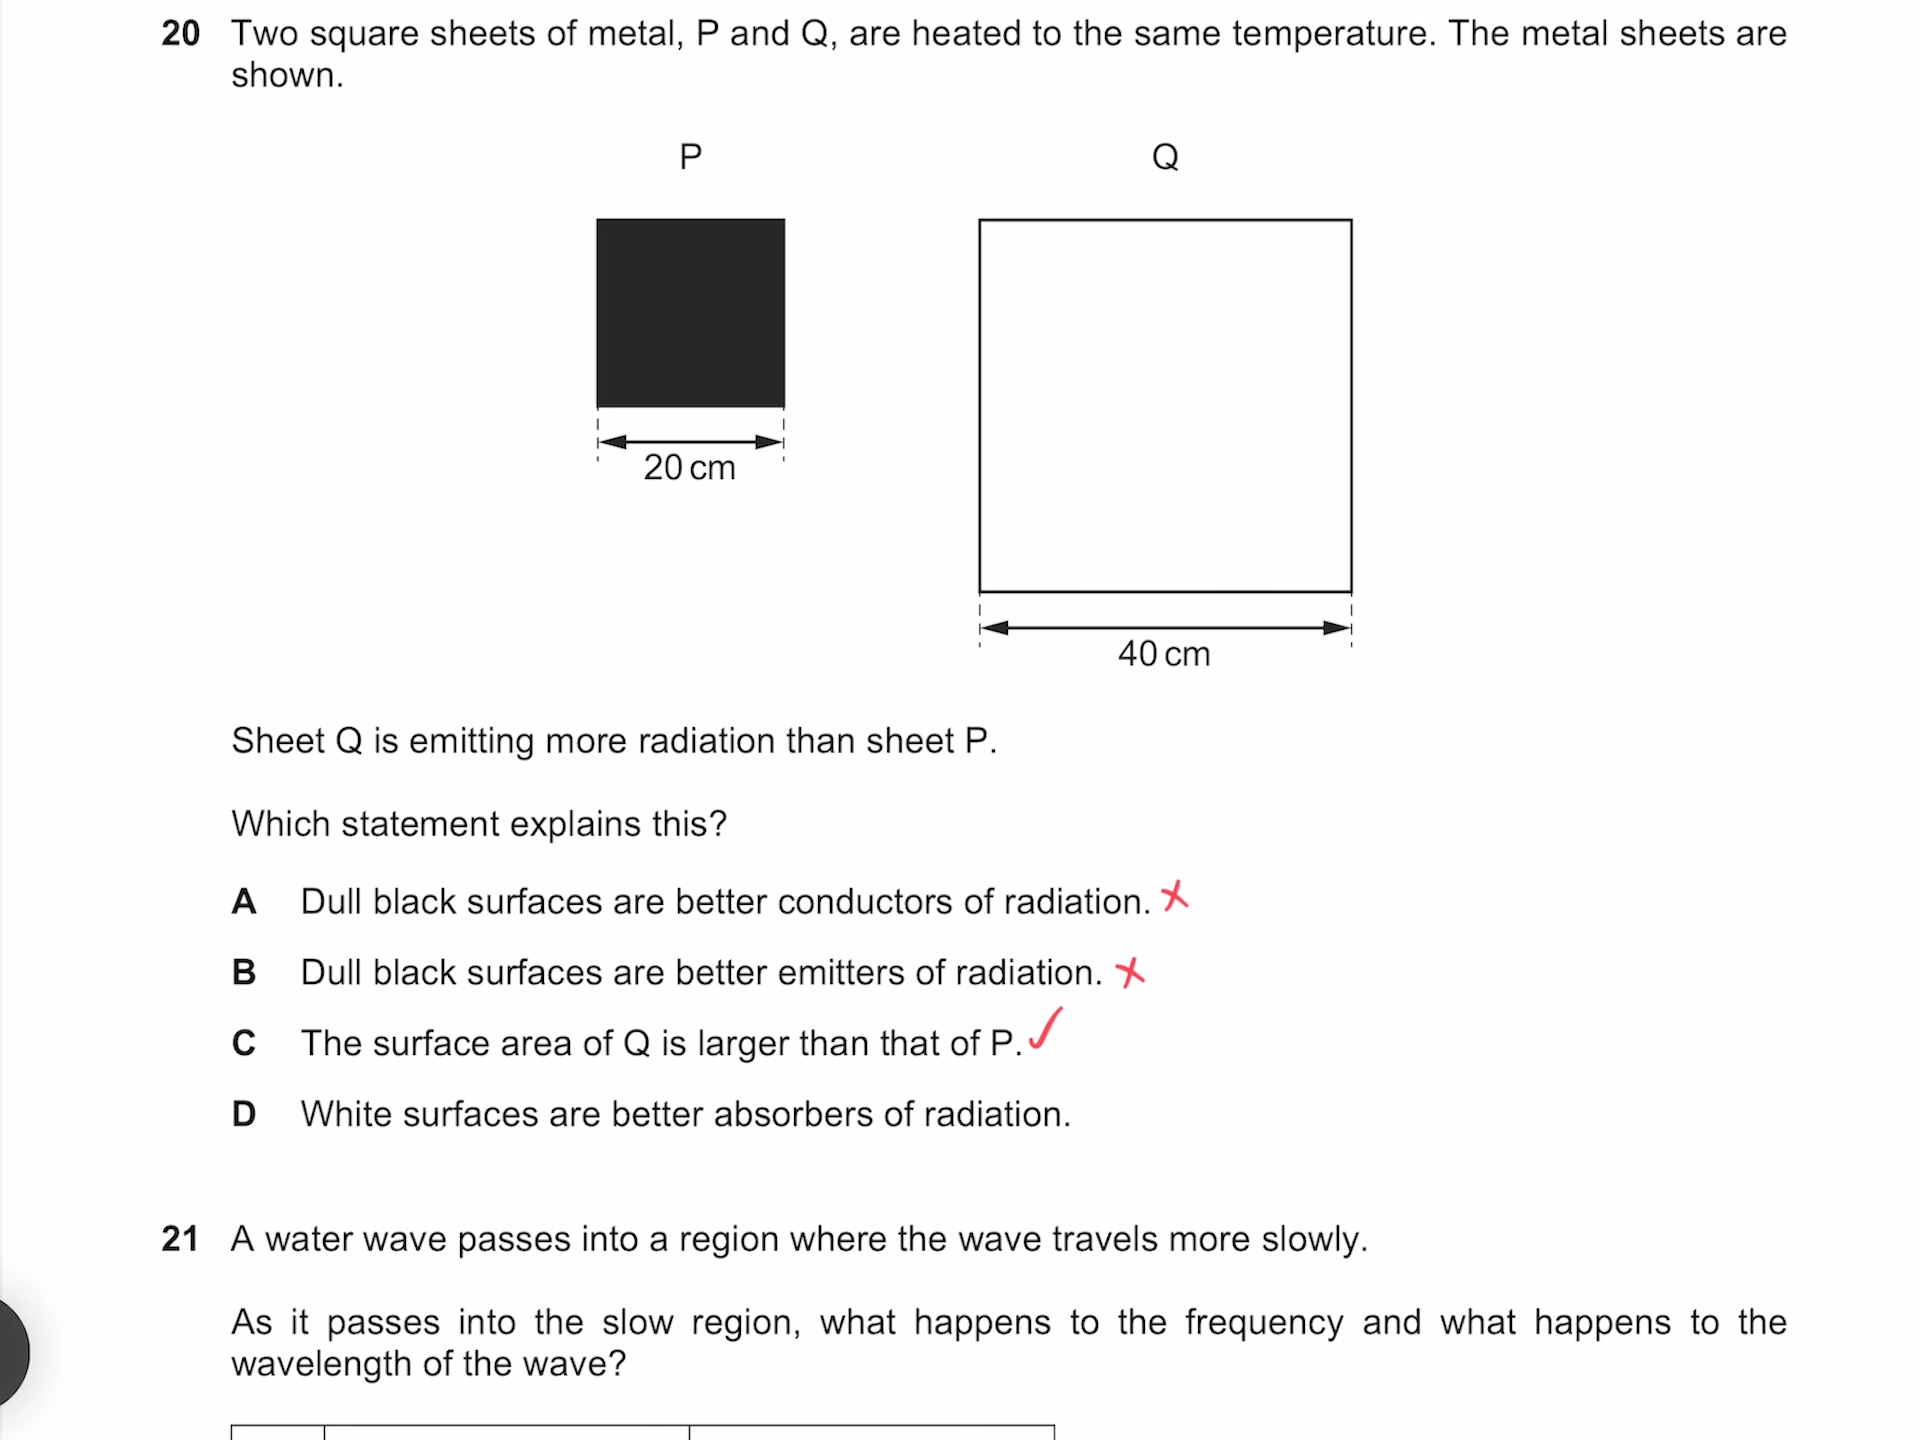 20 Two square sheets of metal, P and Q, are heated to the same temperature. The metal sheets are
shown.
P
Q
20 cm
40 cm
Sheet Q is emitting more radiation than sheet P.
Which statement explains this?
A Dull black surfaces are better conductors of radiation.
B Dull black surfaces are better emitters of radiation.
C The surface area of Q is larger than that of P.
D White surfaces are better absorbers of radiation.
21 A water wave passes into a region where the wave travels more slowly.
As it passes into the slow region, what happens to the frequency and what happens to the
wavelength of the wave?